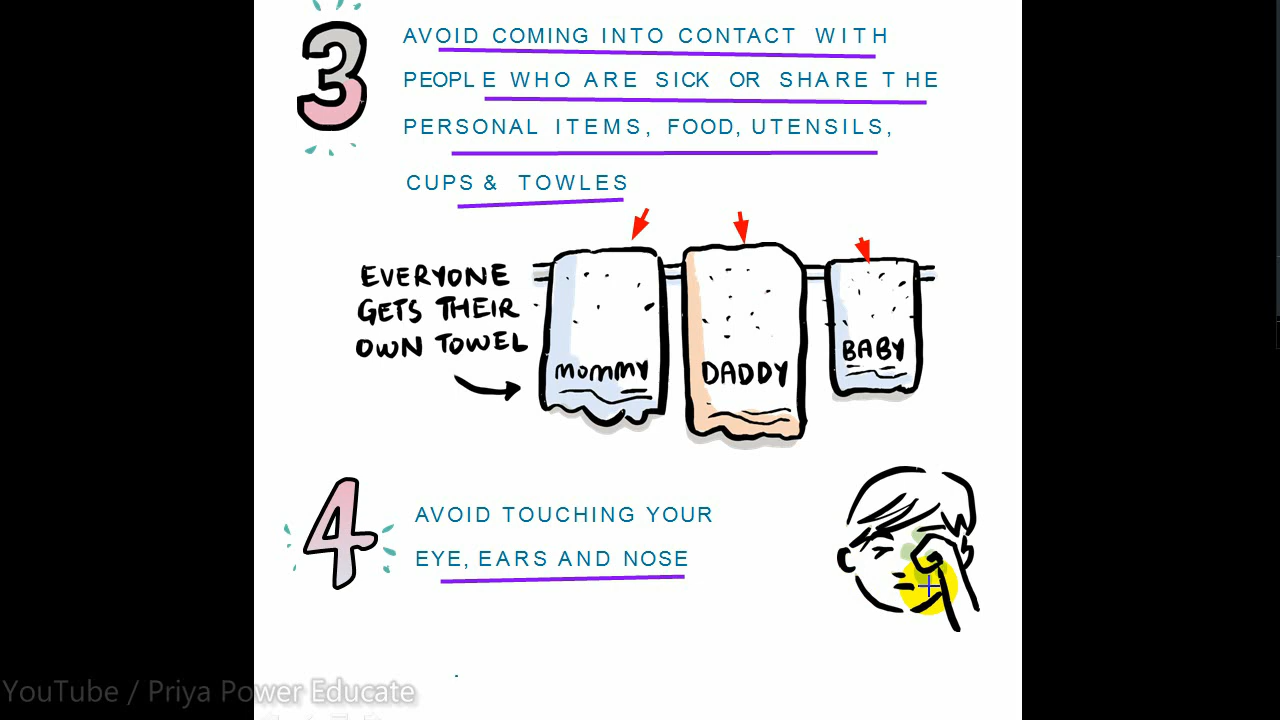 3
AVOID COMING INTO CONTACT WITH
PEOPLE WHO ARE SICK OR SHARE THE
PERSONAL ITEMS, FOOD, UTENSILS,
CUPS & TOWLES
EVERYONE
GETS THEIR
OWN TOWEL
MOMMY
DADDY
BABY
4
AVOID TOUCHING YOUR
EYE, EARS AND NOSE
YouTube / Priya Power Educate